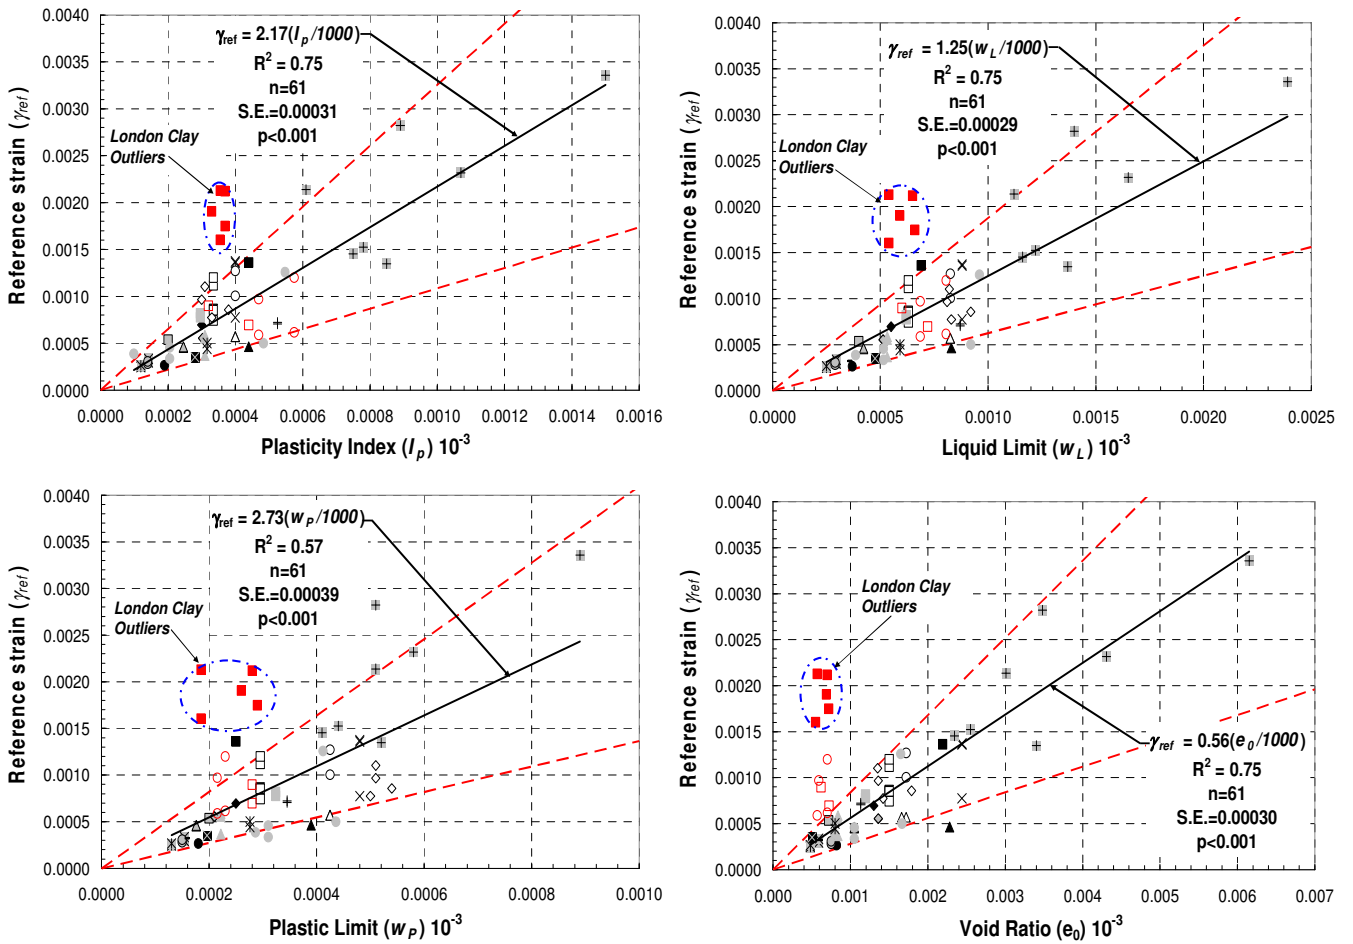 0.0040
0.0035
0.0030
0.0025
0.0020
0.0015
0.0010
0.0005
0.0000
Reference strain (γref)
γref = 2.17(Ip/1000)
R² = 0.75
n=61
S.E.=0.00031
p<0.001
London Clay
Outliers
0.0000 0.0002 0.0004 0.0006 0.0008 0.0010 0.0012 0.0014 0.0016
Plasticity Index (Ip) 10⁻³
0.0040
0.0035
0.0030
0.0025
0.0020
0.0015
0.0010
0.0005
0.0000
Reference strain (γref)
γref = 1.25(wL/1000)
R² = 0.75
n=61
S.E.=0.00029
p<0.001
London Clay
Outliers
0.0000 0.0005 0.0010 0.0015 0.0020 0.0025
Liquid Limit (wL) 10⁻³
0.0040
0.0035
0.0030
0.0025
0.0020
0.0015
0.0010
0.0005
0.0000
Reference strain (γref)
γref = 2.73(wP/1000)
R² = 0.57
n=61
S.E.=0.00039
p<0.001
London Clay
Outliers
0.0000 0.0002 0.0004 0.0006 0.0008 0.0010
Plastic Limit (wP) 10⁻³
0.0040
0.0035
0.0030
0.0025
0.0020
0.0015
0.0010
0.0005
0.0000
Reference strain (γref)
London Clay
Outliers
γref = 0.56(e0/1000)
R² = 0.75
n=61
S.E.=0.00030
p<0.001
0.000 0.001 0.002 0.003 0.004 0.005 0.006 0.007
Void Ratio (e0) 10⁻³